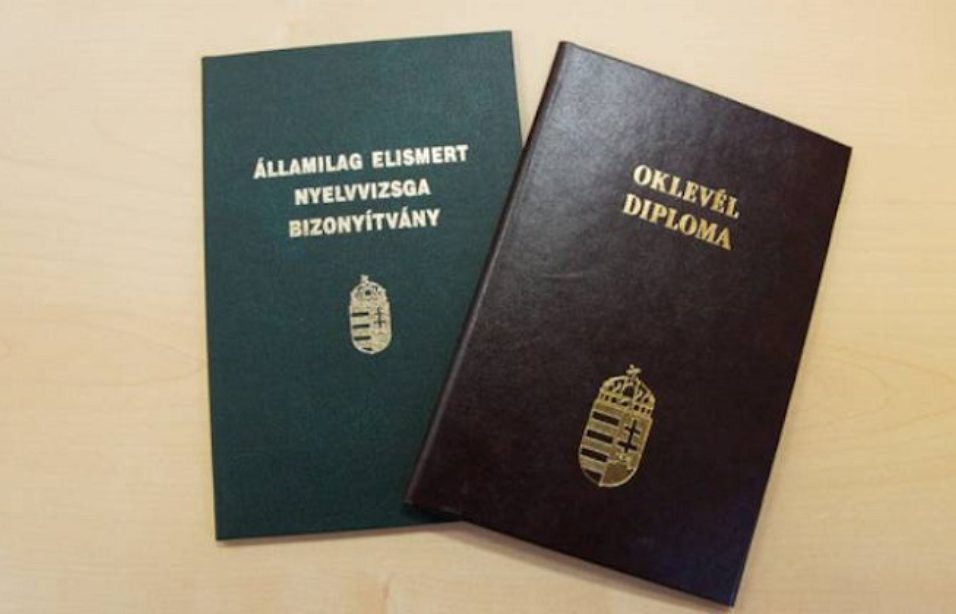 ÁLLAMILAG ELISMERT
NYELVVIZSGA
BIZONYÍTVÁNY
OKLEVÉL
DIPLOMA